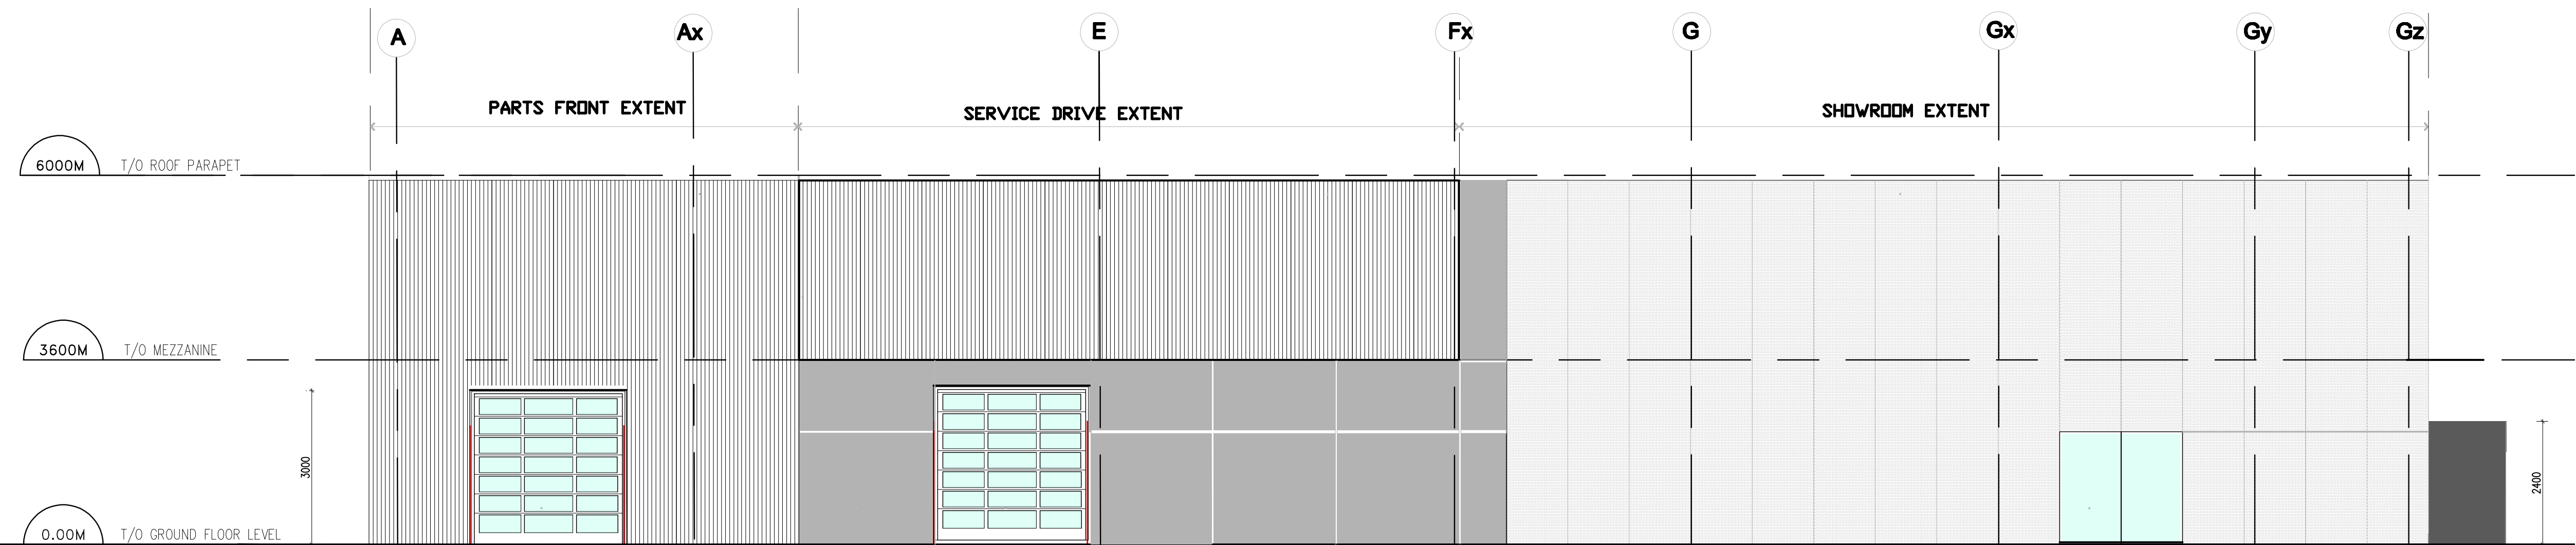 A Ax E Fx G Gx Gy Gz
PARTS FRONT EXTENT
SERVICE DRIVE EXTENT
SHOWROOM EXTENT
6000M T/O ROOF PARAPET
3600M T/O MEZZANINE
3000
2400
0.00M T/O GROUND FLOOR LEVEL